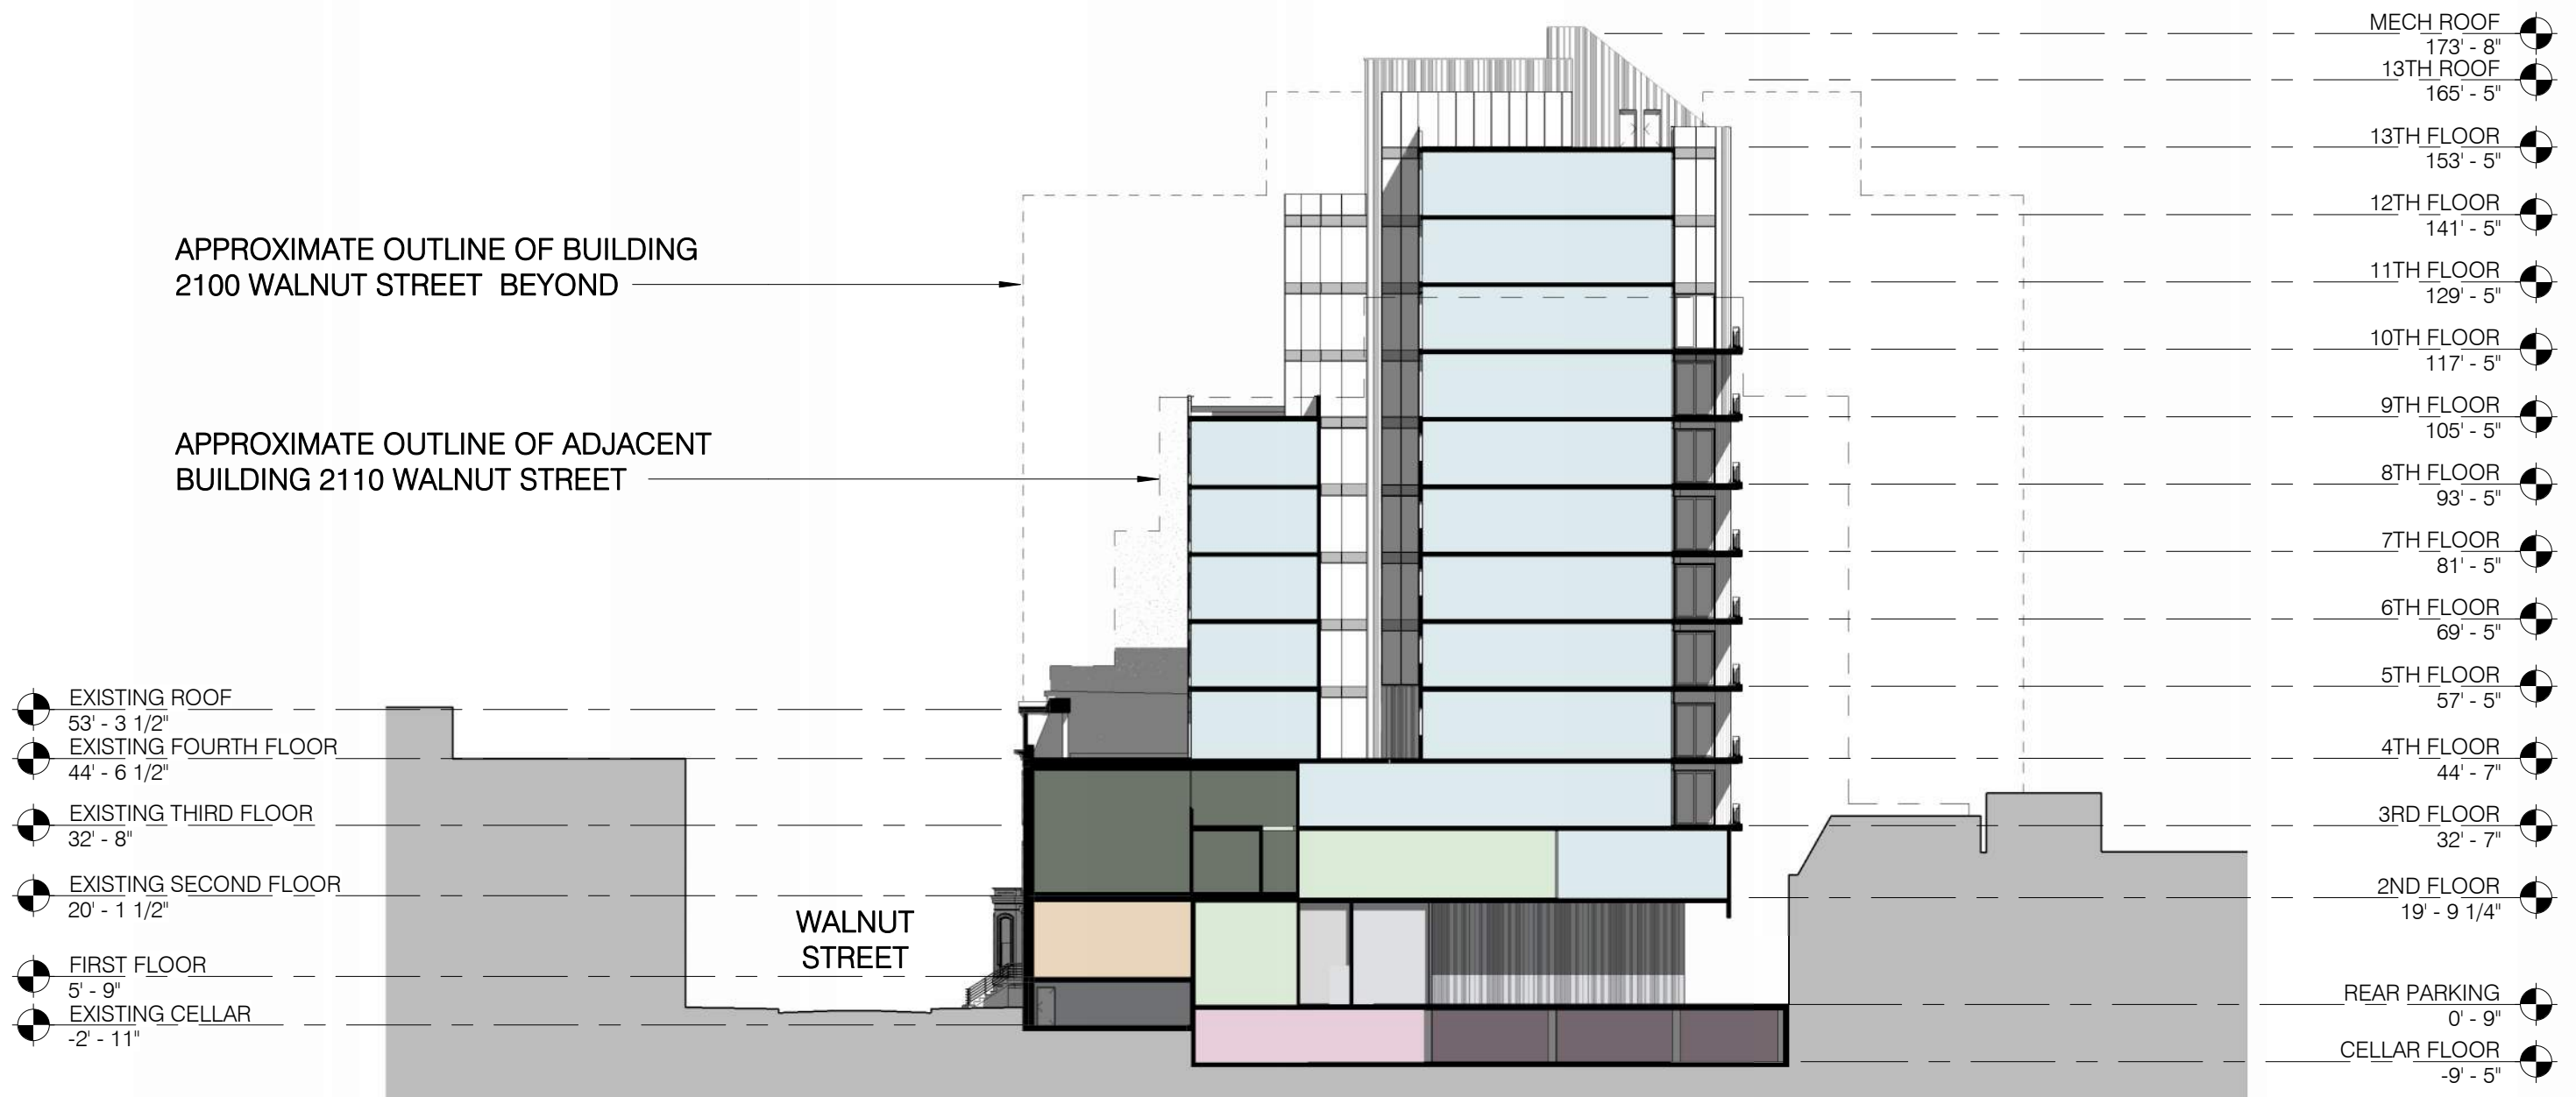 APPROXIMATE OUTLINE OF BUILDING
2100 WALNUT STREET BEYOND
APPROXIMATE OUTLINE OF ADJACENT
BUILDING 2110 WALNUT STREET
EXISTING ROOF
53' - 3 1/2"
EXISTING FOURTH FLOOR
44' - 6 1/2"
EXISTING THIRD FLOOR
32' - 8"
EXISTING SECOND FLOOR
20' - 1 1/2"
FIRST FLOOR
5' - 9"
EXISTING CELLAR
-2' - 11"
WALNUT
STREET
MECH ROOF
173' - 8"
13TH ROOF
165' - 5"
13TH FLOOR
153' - 5"
12TH FLOOR
141' - 5"
11TH FLOOR
129' - 5"
10TH FLOOR
117' - 5"
9TH FLOOR
105' - 5"
8TH FLOOR
93' - 5"
7TH FLOOR
81' - 5"
6TH FLOOR
69' - 5"
5TH FLOOR
57' - 5"
4TH FLOOR
44' - 7"
3RD FLOOR
32' - 7"
2ND FLOOR
19' - 9 1/4"
REAR PARKING
0' - 9"
CELLAR FLOOR
-9' - 5"